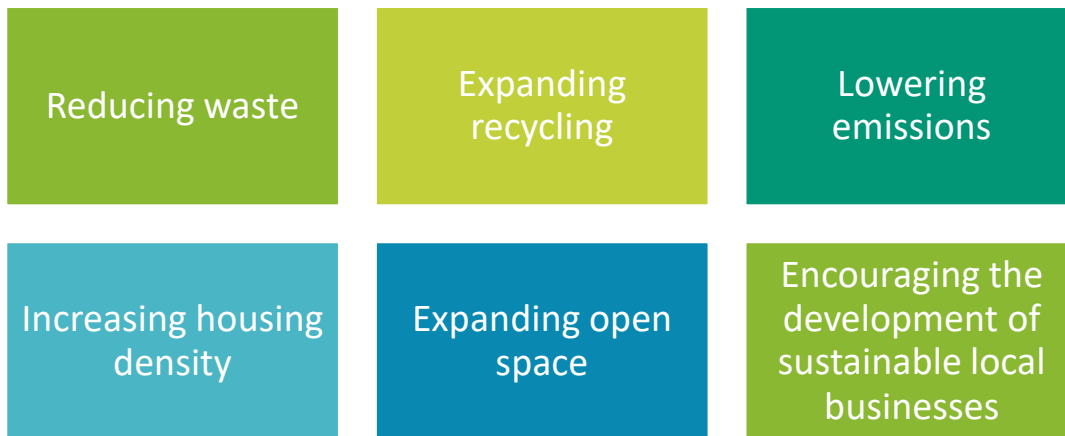 Reducing waste
Expanding
recycling
Lowering
emissions
Increasing housing
density
Expanding open
space
Encouraging the
development of
sustainable local
businesses